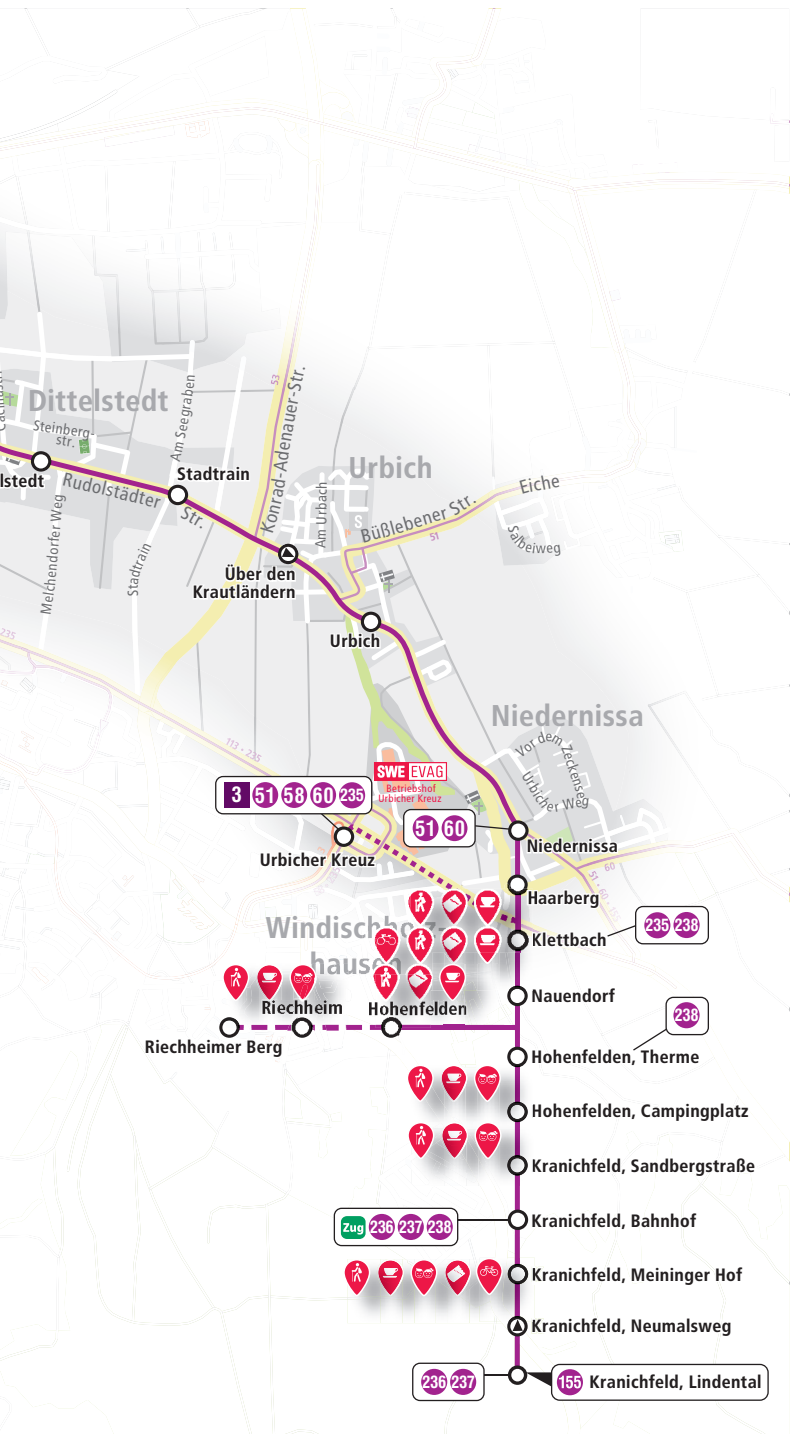 53
Dittelstedt
Am Seegraben
Steinberg-
str.
Konrad-Adenauer-Str.
Urbich
Stadtrain
lstedt
Rudolstädter
Str.
Eiche
Am Urbach
S
Büßlebener Str.
51
Salbeiweg
Melchendorfer Weg
Stadtrain
Über den
Krautländern
235
Urbich
Niedernissa
113 • 235
Vor dem Zeckensee
Urbicher Weg
SWE EVAG
Betriebshof
Urbicher Kreuz
3 51 58 60 235
51 60
Niedernissa
Urbicher Kreuz
60
Haarberg
Windischholz-
hausen
Klettbach
235 238
Nauendorf
Riechheim
Hohenfelden
238
Riechheimer Berg
Hohenfelden, Therme
Hohenfelden, Campingplatz
Kranichfeld, Sandbergstraße
Zug 236 237 238
Kranichfeld, Bahnhof
Kranichfeld, Meininger Hof
Kranichfeld, Neumalsweg
236 237
155 Kranichfeld, Lindental